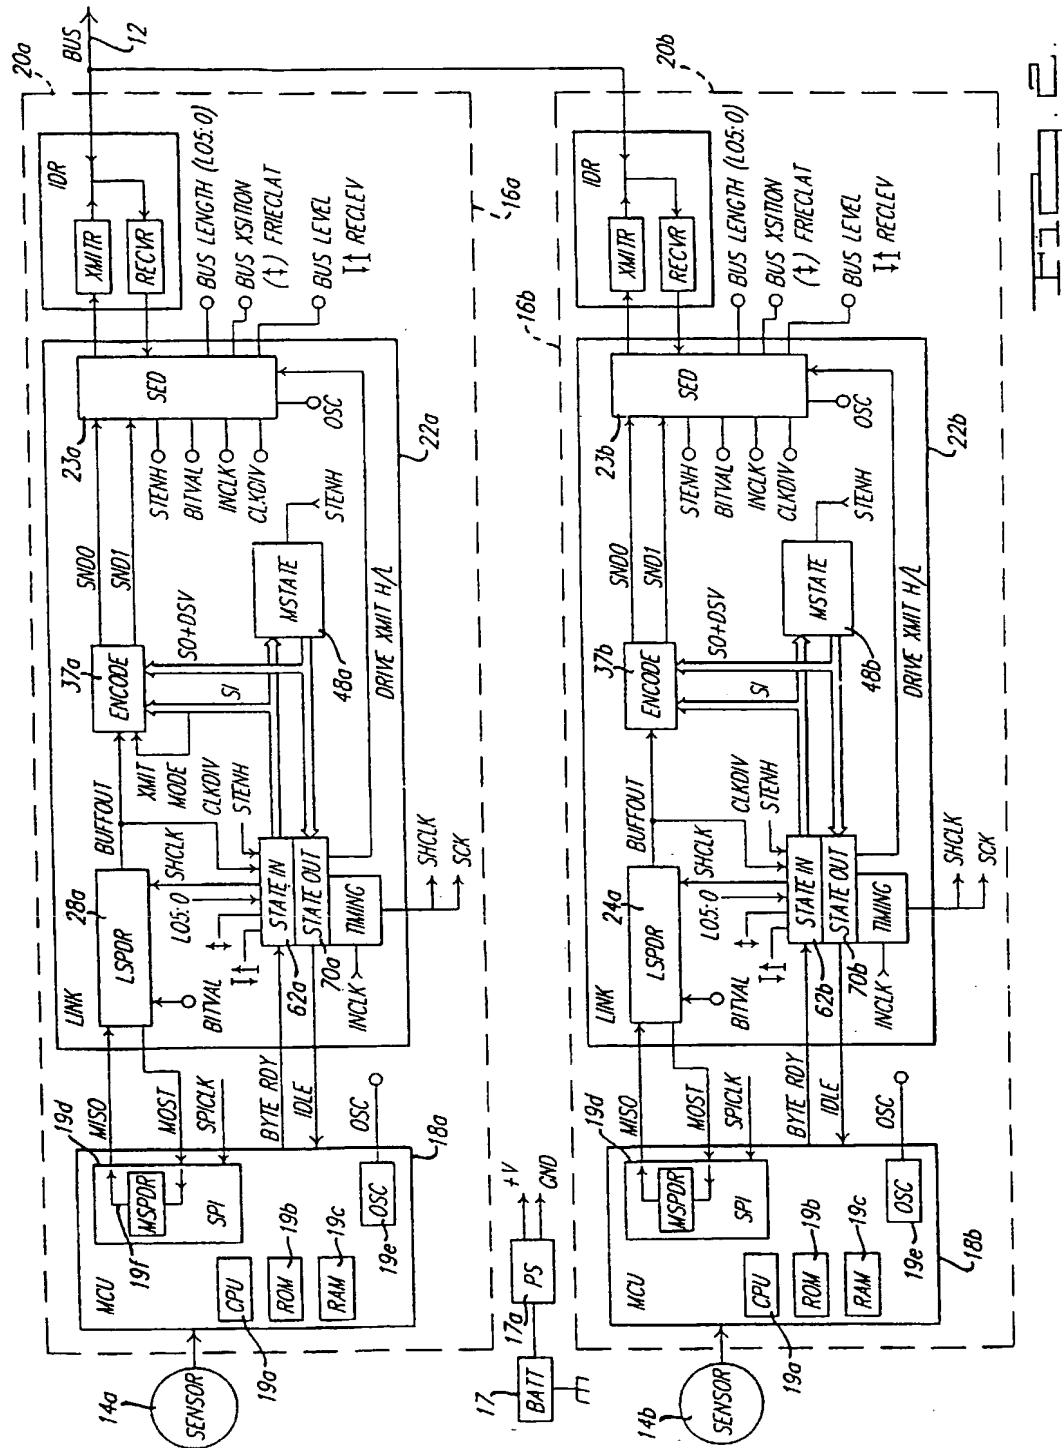 BUS
12
20a
IDR
XMITR
RECVR
BUS LENGTH (LO5:0)
BUS XSITION
(↕) FRIECLAT
BUS LEVEL
RECLEV
16a
SED
23a
SND0
SND1
STENH
BITVAL
INCLK
CLKDIV
OSC
22a
STENH
ENCODE
37a
SO+DSV
SI
MSTATE
48a
DRIVE XMIT H/L
XMIT
MODE
BUFFOUT
CLKDIV
STENH
SHCLK
LO5:0
BITVAL
28a
LSPDR
LINK
STATE IN
STATE OUT
TIMING
62a
70a
INCLK
SHCLK
SCK
MISO
MOST
SPICLK
BYTE RDY
IDLE
OSC
18a
19d
MSPDR
SPI
19f
MCU
CPU
ROM
RAM
OSC
19a
19b
19c
19e
SENSOR
14a
BATT
17
PS
17a
+V
GND
20b
IDR
XMITR
RECVR
BUS LENGTH (LO5:0)
BUS XSITION
(↕) FRIECLAT
BUS LEVEL
RECLEV
16b
SED
23b
SND0
SND1
STENH
BITVAL
INCLK
CLKDIV
OSC
22b
STENH
ENCODE
37b
SO+DSV
SI
MSTATE
48b
DRIVE XMIT H/L
BUFFOUT
CLKDIV
STENH
SHCLK
LO5:0
BITVAL
24a
LSPDR
LINK
STATE IN
STATE OUT
TIMING
62b
70b
INCLK
SHCLK
SCK
MISO
MOST
SPICLK
BYTE RDY
IDLE
OSC
18b
19d
MSPDR
SPI
MCU
CPU
ROM
RAM
OSC
19a
19b
19c
19e
SENSOR
14b
FIG. 2.